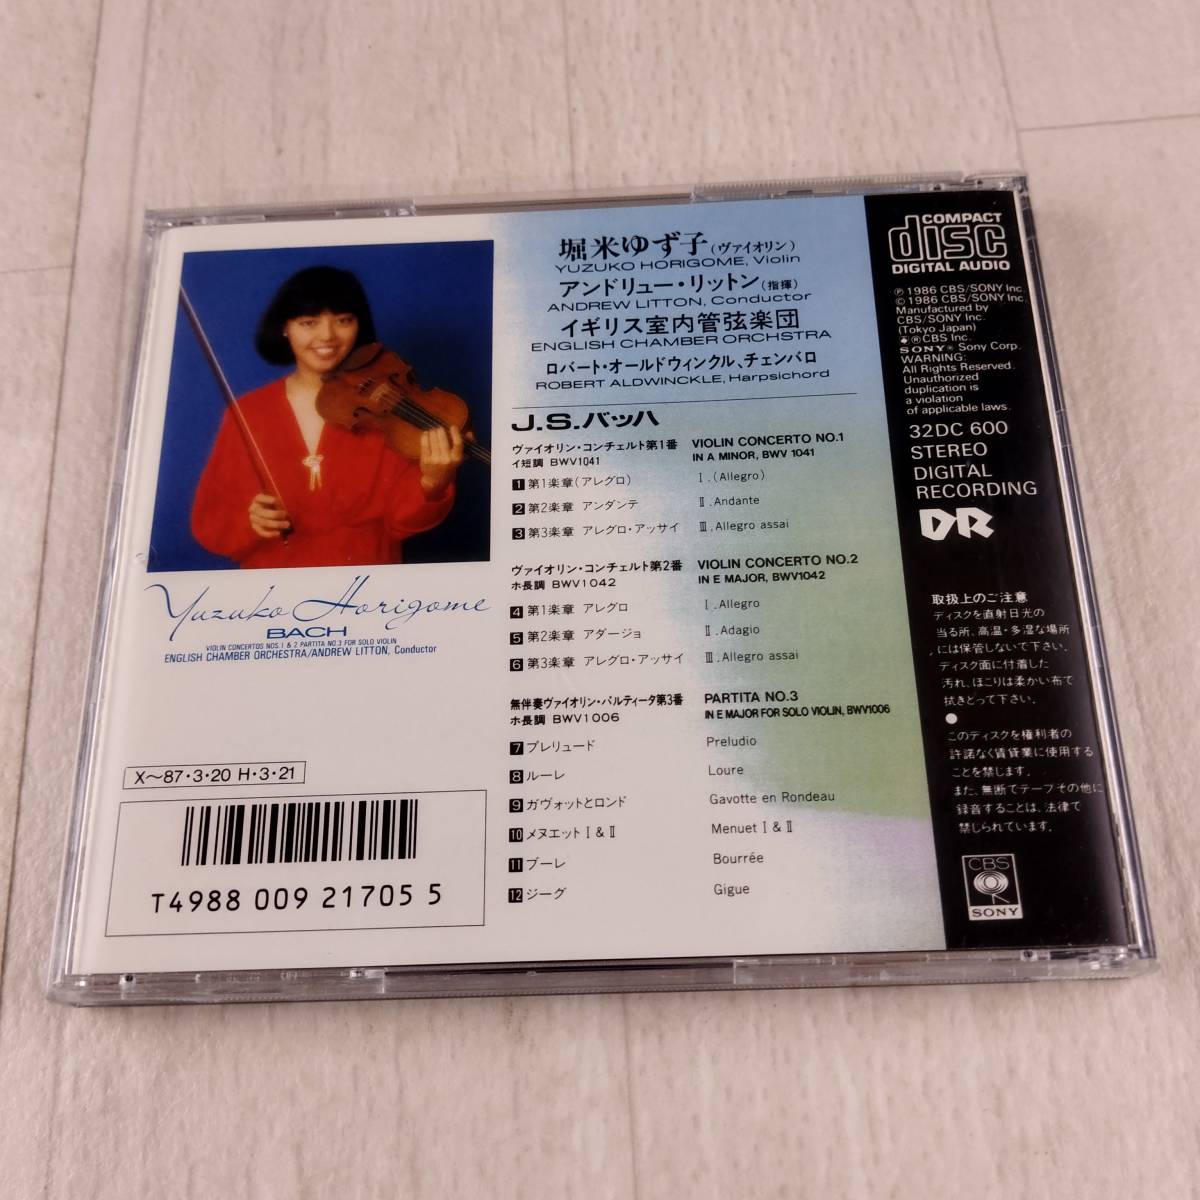 Yuzuko Horigome
BACH
VIOLIN CONCERTOS NOS.1 & 2 PARTITA NO.3 FOR SOLO VIOLIN
ENGLISH CHAMBER ORCHESTRA/ANDREW LITTON, Conductor
X〜87・3・20 H・3・21
T4988 009 21705 5
堀米ゆず子(ヴァイオリン)
YUZUKO HORIGOME, Violin
アンドリュー・リットン(指揮)
ANDREW LITTON, Conductor
イギリス室内管弦楽団
ENGLISH CHAMBER ORCHESTRA
ロバート・オールドウィンクル、チェンバロ
ROBERT ALDWINCKLE, Harpsichord
J.S.バッハ
ヴァイオリン・コンチェルト第1番 VIOLIN CONCERTO NO.1
イ短調 BWV1041 IN A MINOR, BWV 1041
1 第1楽章(アレグロ) Ⅰ.(Allegro)
2 第2楽章 アンダンテ Ⅱ.Andante
3 第3楽章 アレグロ・アッサイ Ⅲ.Allegro assai
ヴァイオリン・コンチェルト第2番 VIOLIN CONCERTO NO.2
ホ長調 BWV1042 IN E MAJOR, BWV1042
4 第1楽章 アレグロ Ⅰ.Allegro
5 第2楽章 アダージョ Ⅱ.Adagio
6 第3楽章 アレグロ・アッサイ Ⅲ.Allegro assai
無伴奏ヴァイオリン・パルティータ第3番 PARTITA NO.3
ホ長調 BWV1006 IN E MAJOR FOR SOLO VIOLIN, BWV1006
7 プレリュード Preludio
8 ルーレ Loure
9 ガヴォットとロンド Gavotte en Rondeau
10 メヌエットⅠ&Ⅱ Menuet Ⅰ&Ⅱ
11 ブーレ Bourrée
12 ジーグ Gigue
COMPACT
disc
DIGITAL AUDIO
℗ 1986 CBS/SONY Inc.
© 1986 CBS/SONY Inc.
Manufactured by
CBS/SONY Inc.
(Tokyo Japan)
® CBS Inc.
SONY® Sony Corp.
WARNING:
All Rights Reserved.
Unauthorized
duplication is
a violation
of applicable laws.
32DC 600
STEREO
DIGITAL
RECORDING
DR
取扱上のご注意
ディスクを直射日光の
当る所、高温・多湿な場所
には保管しないで下さい。
ディスク面に付着した
汚れ、ほこりは柔かい布で
拭きとって下さい。
●
このディスクを権利者の
許諾なく賃貸業に使用する
ことを禁じます。
また、無断でテープその他に
録音することは、法律で
禁じられています。
CBS
SONY